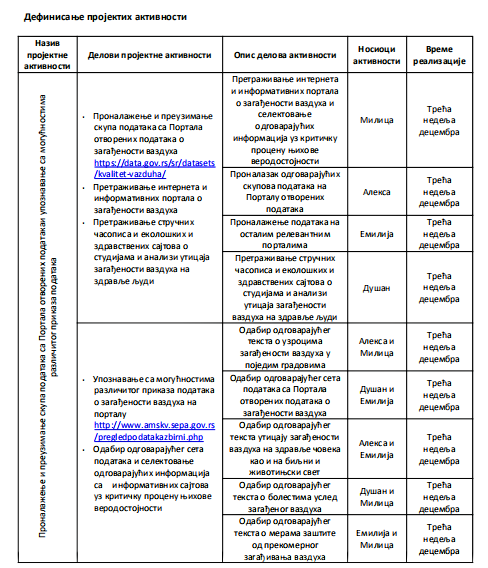 Дефинисање пројектих активности
Назив
пројектне
активности
Делови пројектне активности
Опис делова активности
Носиоци
активности
Време
реализације
Проналажење и преузимање скупа података са Портала отворених податакаи упознавање са могућностима
различитог приказа података
• Проналажење и преузимање
скупа података са Портала
отворених података о
загађености ваздуха
https://data.gov.rs/sr/datasets
/kvalitet-vazduha/
• Претраживање интернета и
информативних портала о
загађености ваздуха
• Претраживање стручних
часописа и еколошких и
здравствених сајтова о
студијама и анализи утицаја
загађености ваздуха на
здравље људи
Претраживање интернета
и информативних портала
о загађености ваздуха и
селектовање
одговарајућих
информација уз критичку
процену њихове
веродостојности
Милица
Трећа
недеља
децембра
Проналазак одговарајућих
скупова података на
Порталу отворених
података
Алекса
Трећа
недеља
децембра
Проналажење података на
осталим релевантним
порталима
Емилија
Трећа
недеља
децембра
Претраживање стручних
часописа и еколошких и
здравствених сајтова о
студијама и анализи
утицаја загађености
ваздуха на здравље људи
Душан
Трећа
недеља
децембра
• Упознавање са могућностима
различитог приказа података
о загађености ваздуха на
порталу
http://www.amskv.sepa.gov.rs
/pregledpodatakazbirni.php
• Одабир одговарајућег сета
података и селектовање
одговарајућих информација
са информативних сајтова
уз критичку процену њихове
веродостојности
Одабир одговарајућег
текста о узроцима
загађености ваздуха у
појединим градовима
Алекса и
Милица
Трећа
недеља
децембра
Одабир одговарајућег сета
података са Портала
отворених података о
загађености ваздуха
Душан и
Емилија
Трећа
недеља
децембра
Одабир одговарајућег
текста утицају загађености
ваздуха на здравље човека
као и на биљни и
животињски свет
Алекса и
Емилија
Трећа
недеља
децембра
Одабир одговарајућег
текста о болестима услед
загађеног ваздуха
Душан и
Милица
Трећа
недеља
децембра
Одабир одговарајућег
текста о мерама заштите
од прекомерног
загађивања ваздуха
Емилија и
Милица
Трећа
недеља
децембра